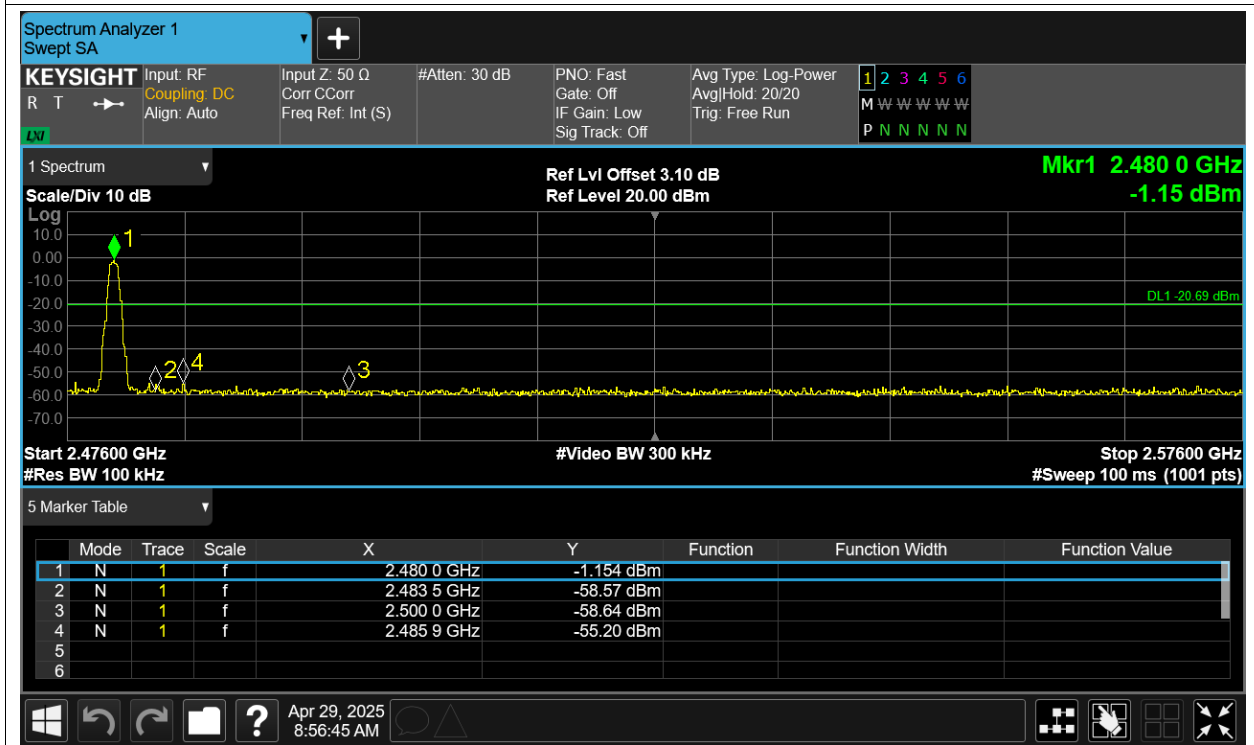 Spectrum Analyzer 1
Swept SA
KEYSIGHT Input: RF Input Z: 50 Ω #Atten: 30 dB PNO: Fast Avg Type: Log-Power 1 2 3 4 5 6
R T Coupling: DC Corr CCorr Gate: Off Avg|Hold: 20/20 M W W W W W W
Align: Auto Freq Ref: Int (S) IF Gain: Low Trig: Free Run
LXI Sig Track: Off P N N N N N
1 Spectrum Ref Lvl Offset 3.10 dB Mkr1 2.480 0 GHz
Scale/Div 10 dB Ref Level 20.00 dBm -1.15 dBm
Log
10.0 1
0.00
-10.0
-20.0 DL1 -20.69 dBm
-30.0
-40.0
-50.0 2 4 3
-60.0
-70.0
Start 2.47600 GHz #Video BW 300 kHz Stop 2.57600 GHz
#Res BW 100 kHz #Sweep 100 ms (1001 pts)
5 Marker Table
Mode Trace Scale X Y Function Function Width Function Value
1 N 1 f 2.480 0 GHz -1.154 dBm
2 N 1 f 2.483 5 GHz -58.57 dBm
3 N 1 f 2.500 0 GHz -58.64 dBm
4 N 1 f 2.485 9 GHz -55.20 dBm
5
6
? Apr 29, 2025
8:56:45 AM